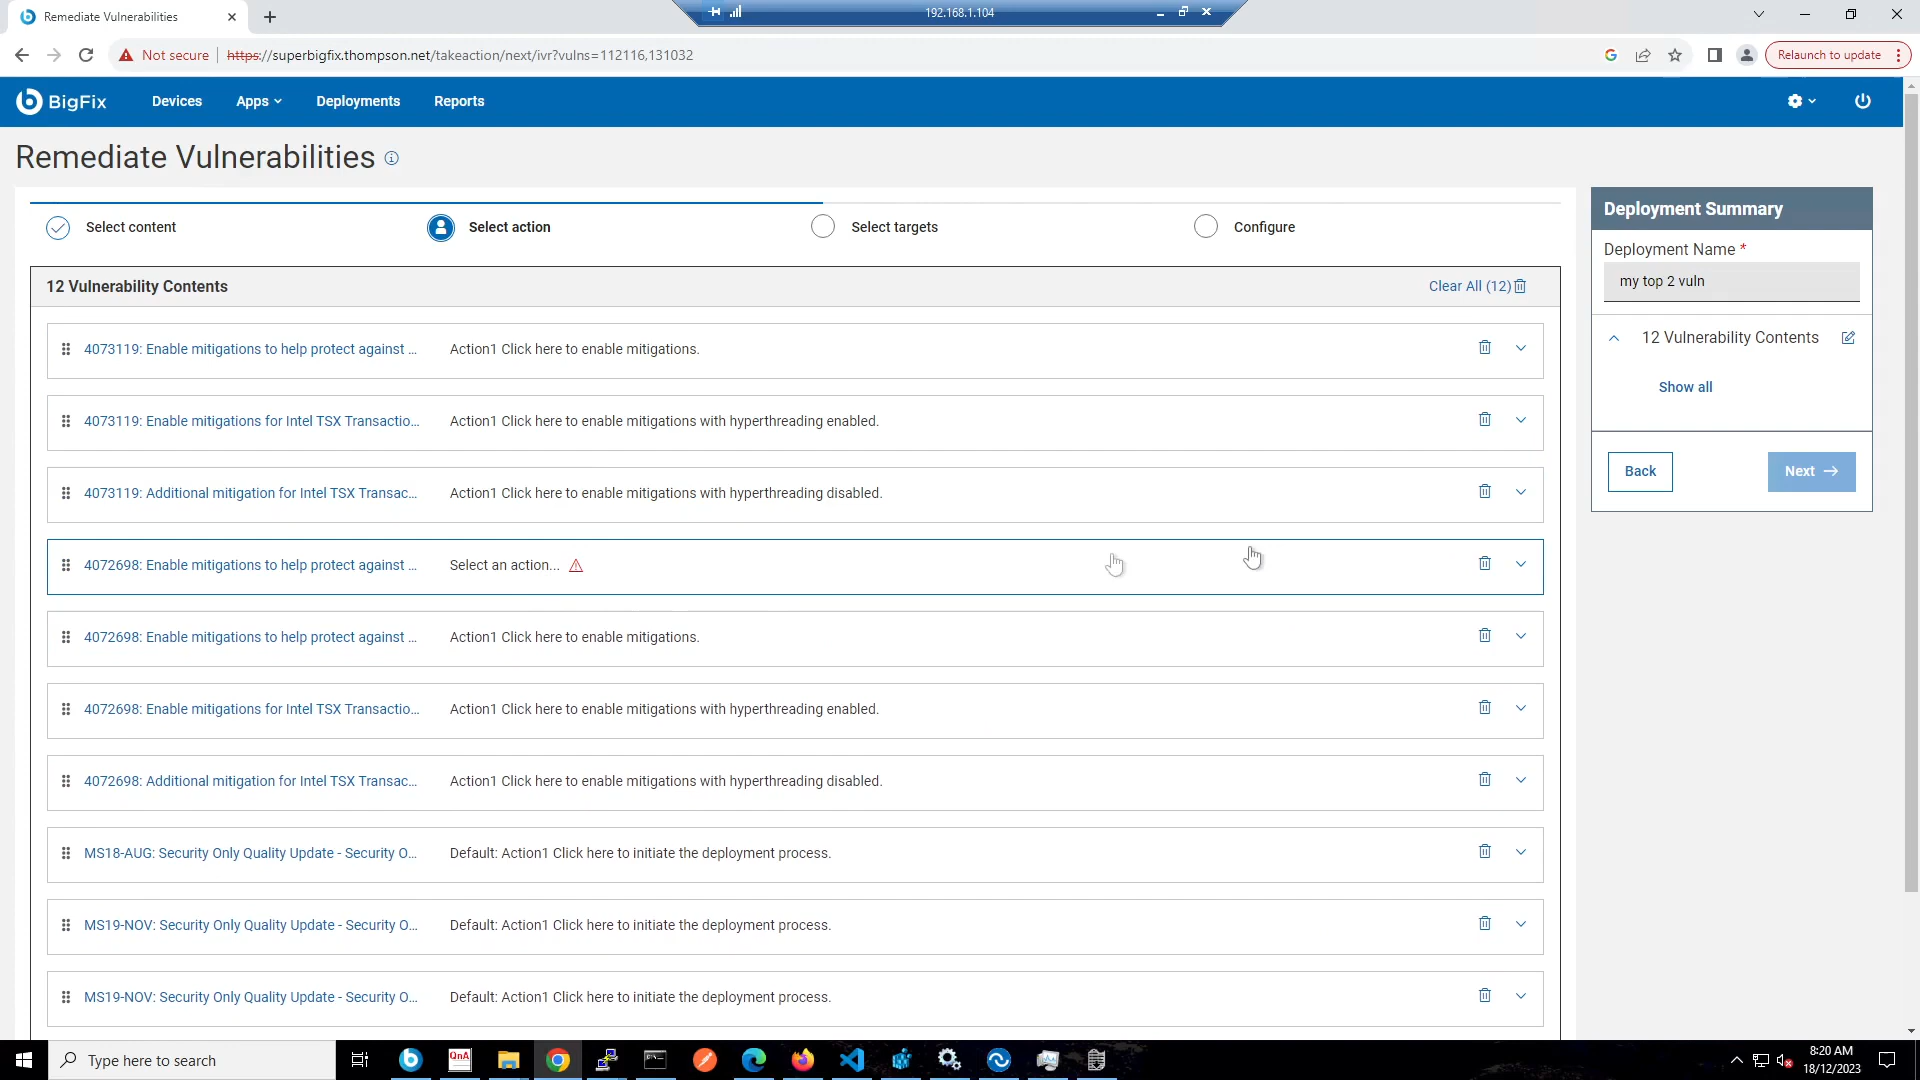 Remediate Vulnerabilities
192.168.1.104
Not secure
https://superbigfix.thompson.net/takeaction/next/ivr?vulns=112116,131032
Relaunch to update
BigFix
Devices
Apps
Deployments
Reports
Remediate Vulnerabilities
Select content
Select action
Select targets
Configure
12 Vulnerability Contents
Clear All (12)
4073119: Enable mitigations to help protect against ...
Action1 Click here to enable mitigations.
4073119: Enable mitigations for Intel TSX Transactio...
Action1 Click here to enable mitigations with hyperthreading enabled.
4073119: Additional mitigation for Intel TSX Transac...
Action1 Click here to enable mitigations with hyperthreading disabled.
4072698: Enable mitigations to help protect against ...
Select an action...
4072698: Enable mitigations to help protect against ...
Action1 Click here to enable mitigations.
4072698: Enable mitigations for Intel TSX Transactio...
Action1 Click here to enable mitigations with hyperthreading enabled.
4072698: Additional mitigation for Intel TSX Transac...
Action1 Click here to enable mitigations with hyperthreading disabled.
MS18-AUG: Security Only Quality Update - Security O...
Default: Action1 Click here to initiate the deployment process.
MS19-NOV: Security Only Quality Update - Security O...
Default: Action1 Click here to initiate the deployment process.
MS19-NOV: Security Only Quality Update - Security O...
Default: Action1 Click here to initiate the deployment process.
Deployment Summary
Deployment Name *
my top 2 vuln
12 Vulnerability Contents
Show all
Back
Next
Type here to search
QnA
8:20 AM
18/12/2023